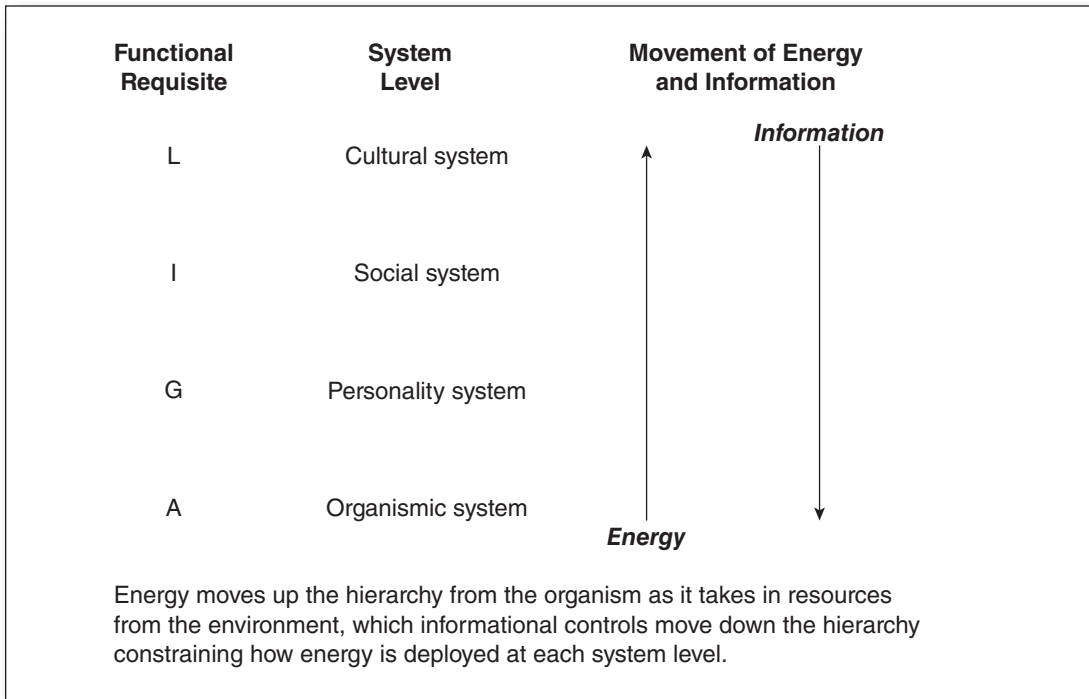 Functional Requisite
System Level
Movement of Energy and Information
Information
L Cultural system
I Social system
G Personality system
A Organismic system
Energy
Energy moves up the hierarchy from the organism as it takes in resources
from the environment, which informational controls move down the hierarchy
constraining how energy is deployed at each system level.